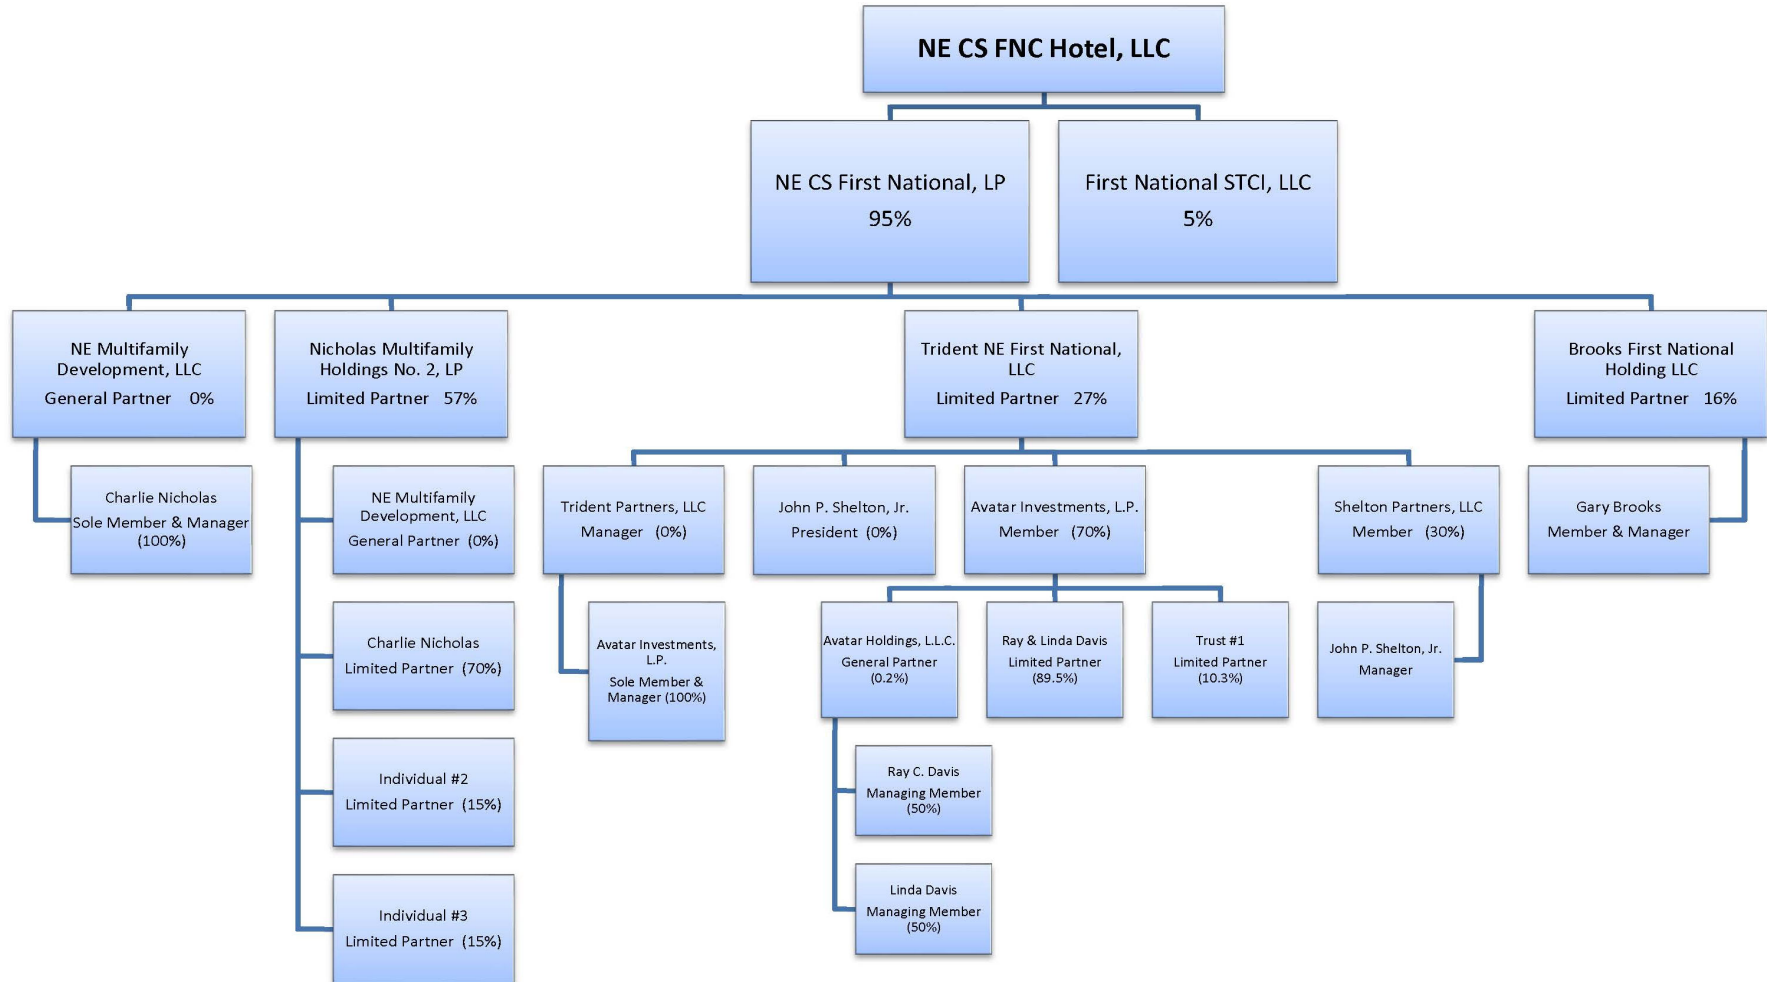 NE CS FNC Hotel, LLC
NE CS First National, LP
95%
First National STCI, LLC
5%
NE Multifamily
Development, LLC
General Partner 0%
Nicholas Multifamily
Holdings No. 2, LP
Limited Partner 57%
Trident NE First National,
LLC
Limited Partner 27%
Brooks First National
Holding LLC
Limited Partner 16%
Charlie Nicholas
Sole Member & Manager
(100%)
NE Multifamily
Development, LLC
General Partner (0%)
Trident Partners, LLC
Manager (0%)
John P. Shelton, Jr.
President (0%)
Avatar Investments, L.P.
Member (70%)
Shelton Partners, LLC
Member (30%)
Gary Brooks
Member & Manager
Charlie Nicholas
Limited Partner (70%)
Avatar Investments,
L.P.
Sole Member &
Manager (100%)
Avatar Holdings, L.L.C.
General Partner
(0.2%)
Ray & Linda Davis
Limited Partner
(89.5%)
Trust #1
Limited Partner
(10.3%)
John P. Shelton, Jr.
Manager
Individual #2
Limited Partner (15%)
Ray C. Davis
Managing Member
(50%)
Individual #3
Limited Partner (15%)
Linda Davis
Managing Member
(50%)